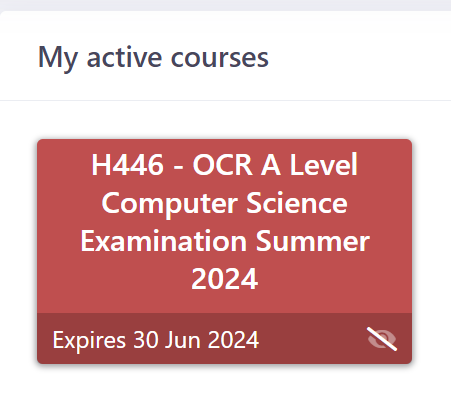 My active courses
H446 - OCR A Level
Computer Science
Examination Summer
2024
Expires 30 Jun 2024